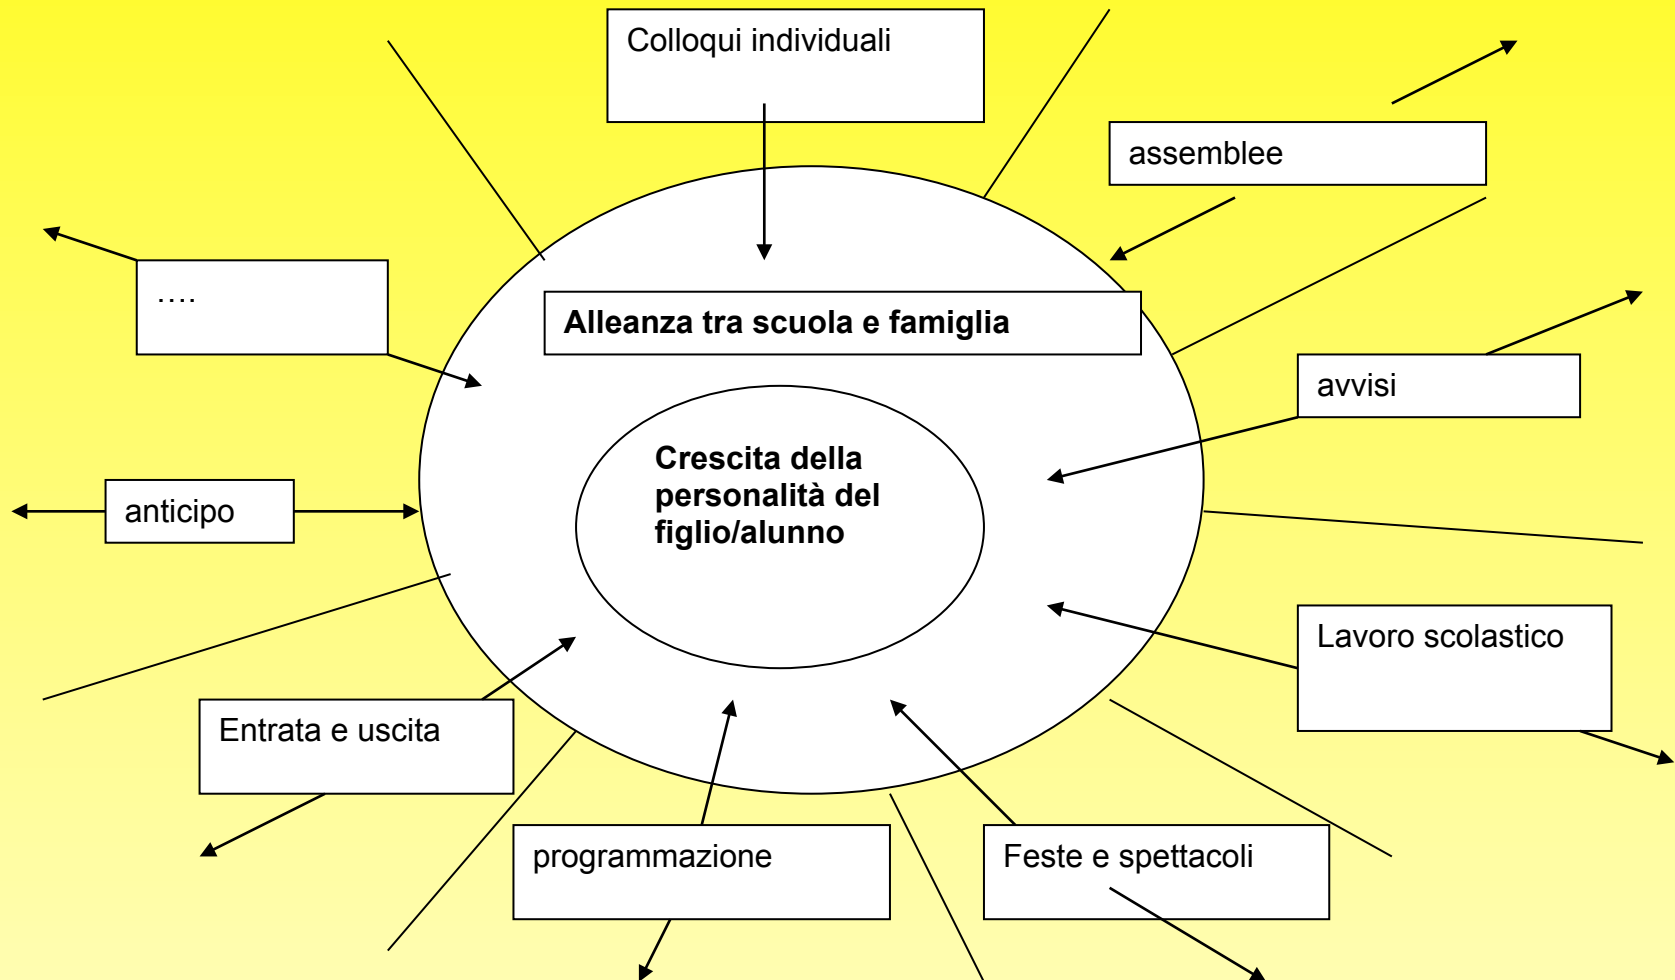 Colloqui individuali
assemblee
….
Alleanza tra scuola e famiglia
avvisi
Crescita della
personalità del
figlio/alunno
anticipo
Lavoro scolastico
Entrata e uscita
programmazione
Feste e spettacoli